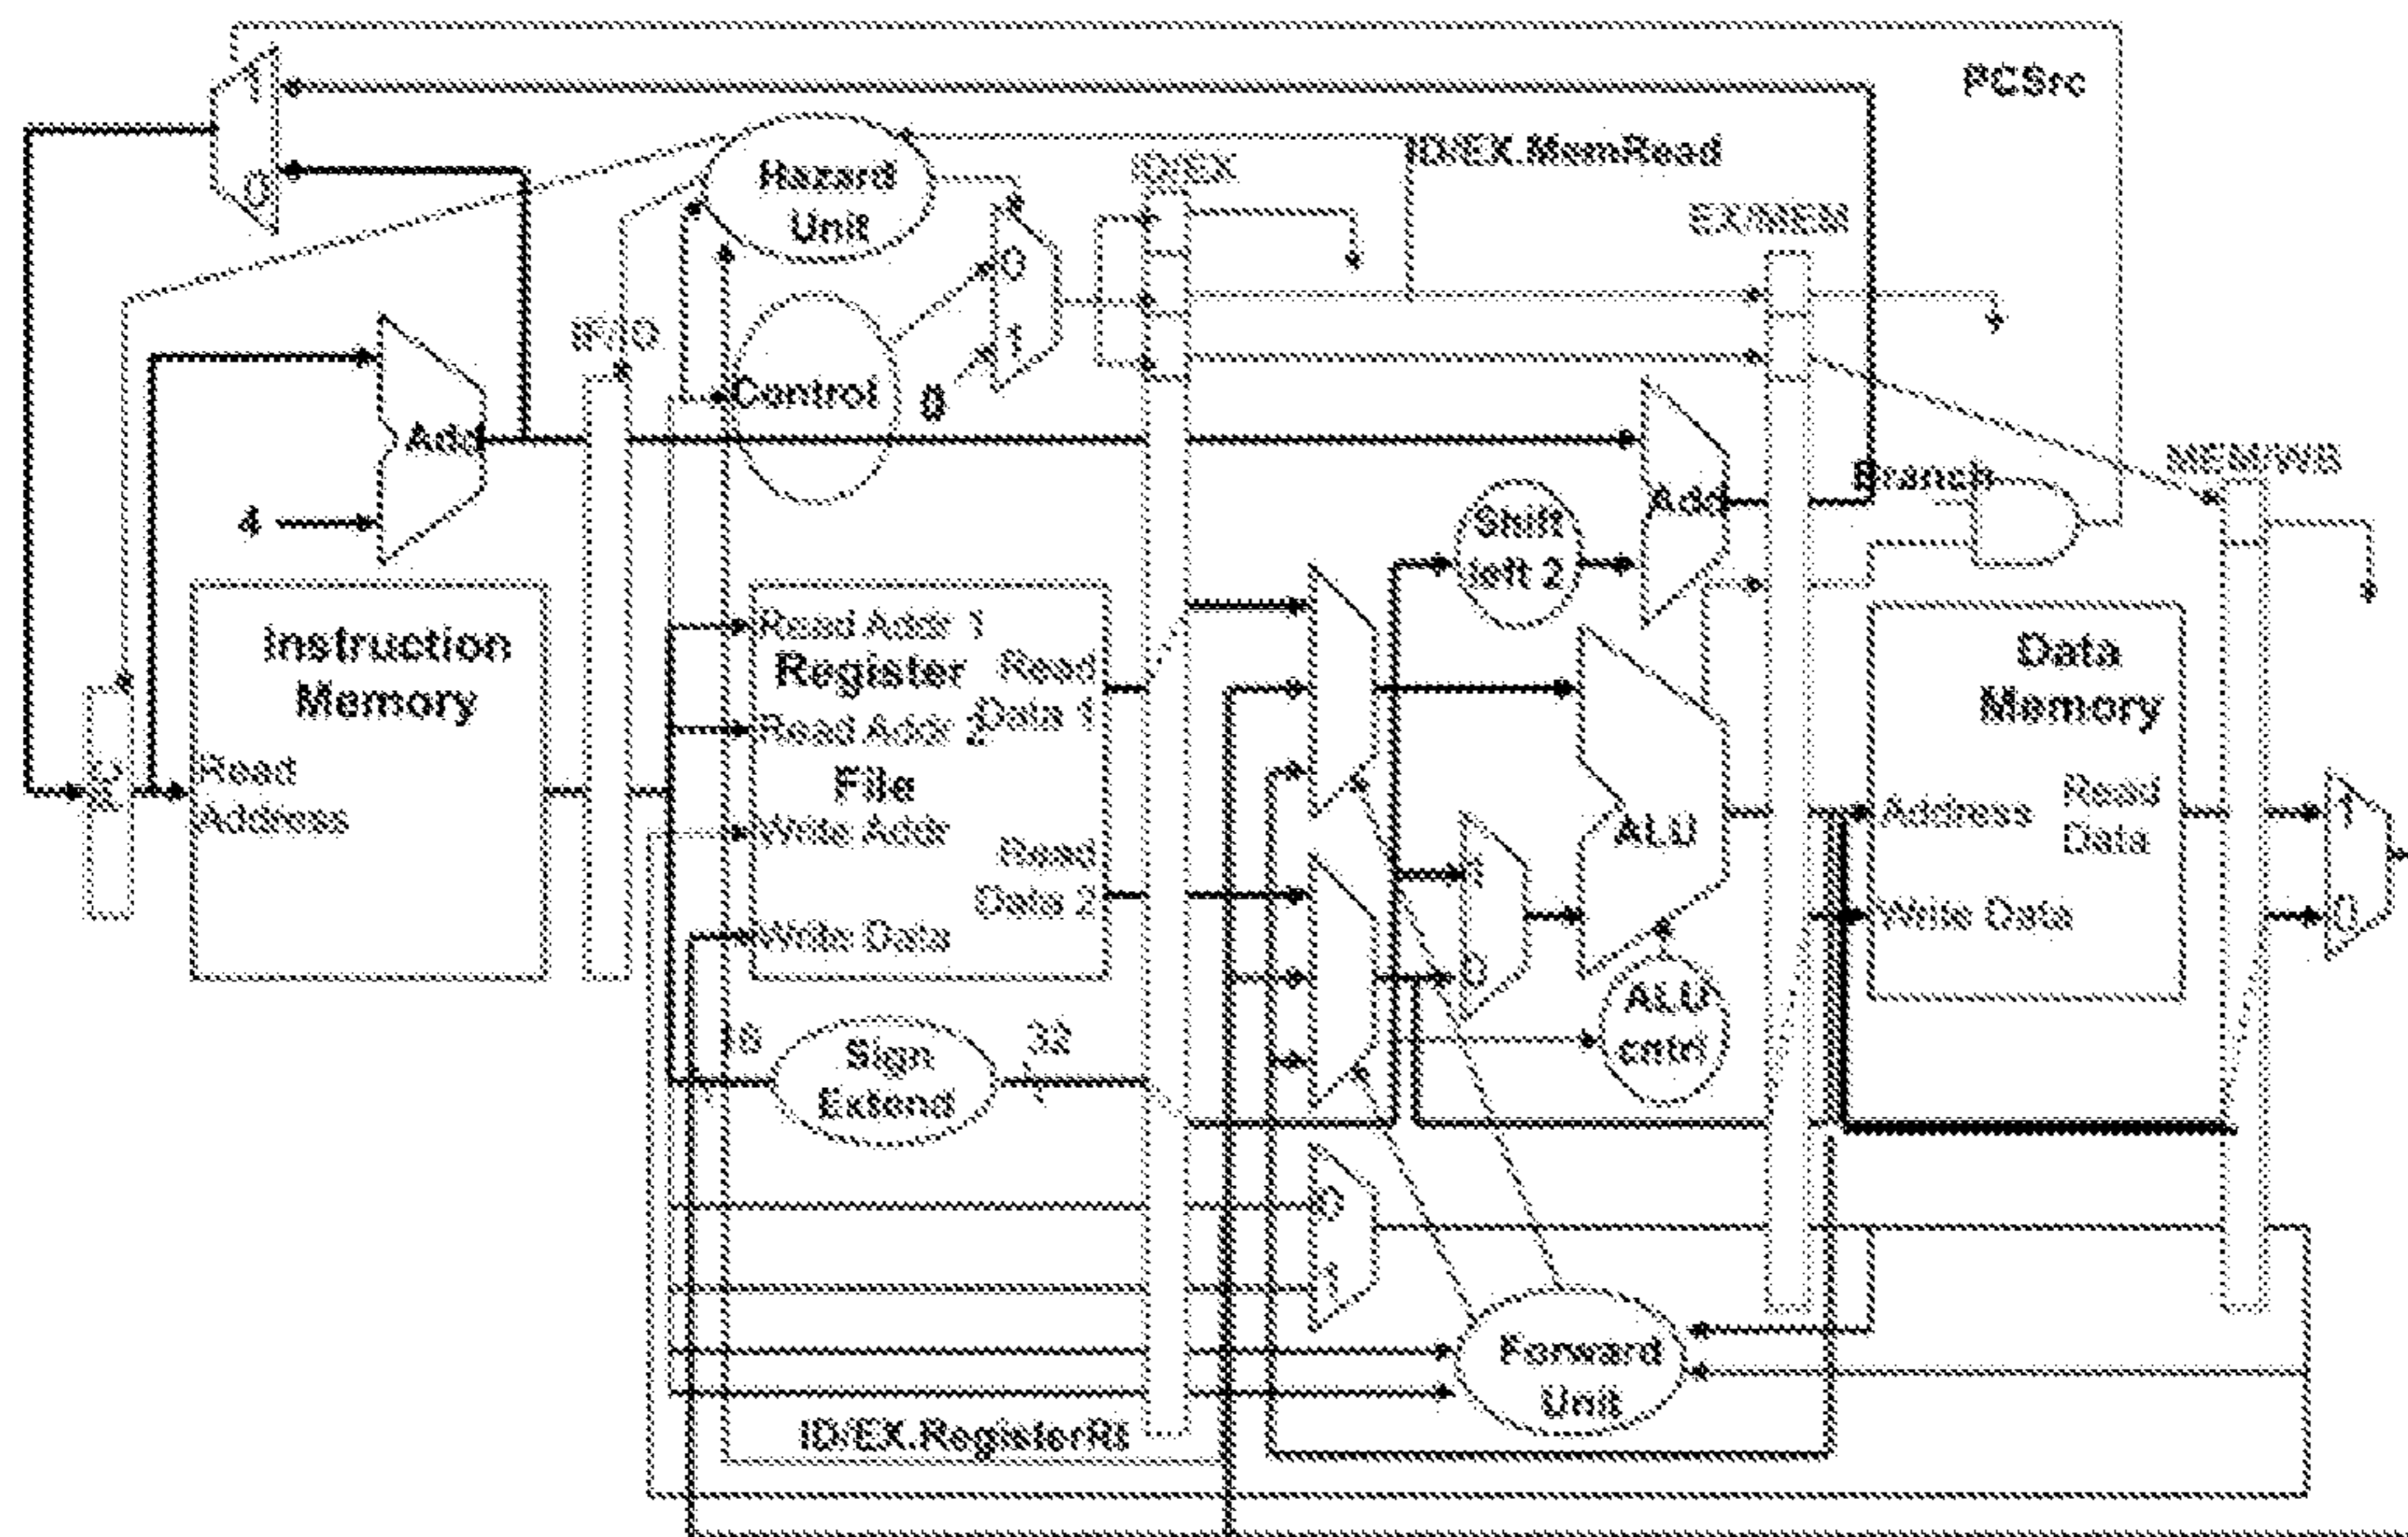 PCSrc
1
Hazard
Unit
ID/EX.MemRead
ID/EX
0
EX/MEM
0
1
Control
0
Add
4
Branch
MEM/WB
Shift
left 2
Add
Instruction
Memory
Read
Address
Read Addr 1
Register
Read
Data 1
Read Addr 2
File
Write Addr
Read
Data 2
Write Data
ALU
Data
Memory
Address
Read
Data
Write Data
1
0
1
0
ALU
cntrl
16
Sign
Extend
32
0
1
Forward
Unit
ID/EX.RegisterRt